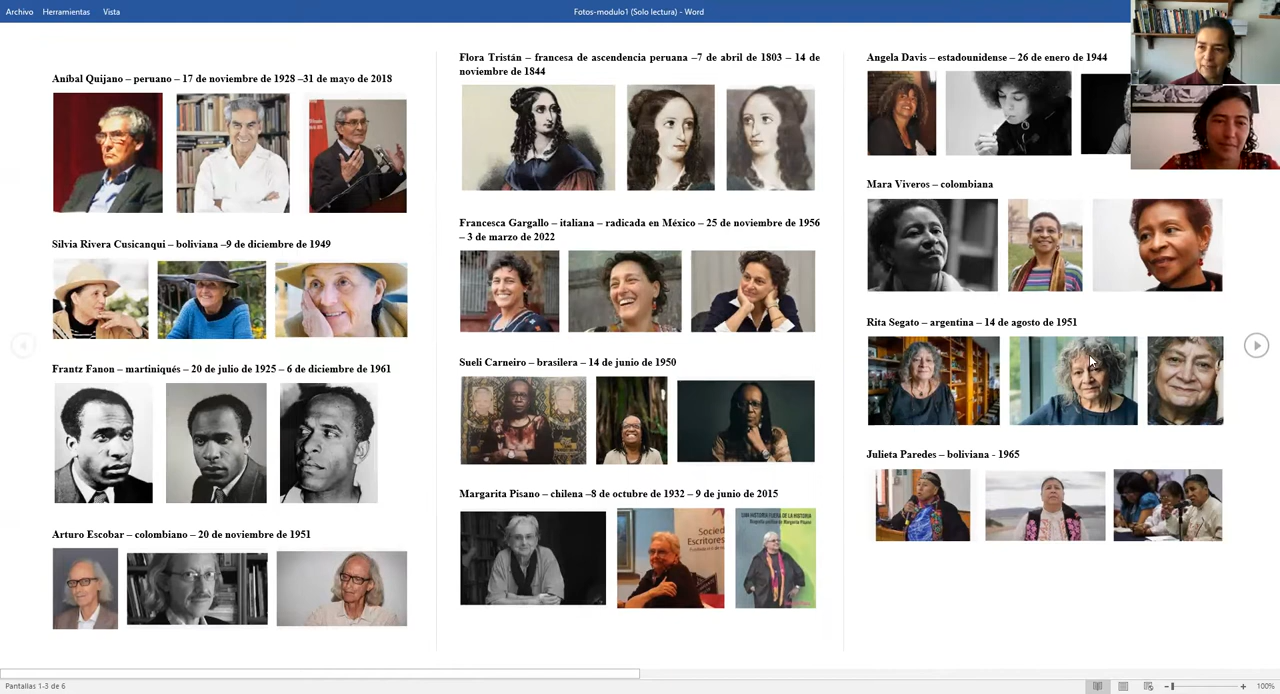 Archivo Herramientas Vista
Fotos-modulo1 (Solo lectura) - Word
Aníbal Quijano – peruano – 17 de noviembre de 1928 –31 de mayo de 2018
Silvia Rivera Cusicanqui – boliviana –9 de diciembre de 1949
Frantz Fanon – martiniqués – 20 de julio de 1925 – 6 de diciembre de 1961
Arturo Escobar – colombiano – 20 de noviembre de 1951
Flora Tristán – francesa de ascendencia peruana –7 de abril de 1803 – 14 de
noviembre de 1844
Francesca Gargallo – italiana – radicada en México – 25 de noviembre de 1956
– 3 de marzo de 2022
Sueli Carneiro – brasilera – 14 de junio de 1950
Margarita Pisano – chilena –8 de octubre de 1932 – 9 de junio de 2015
Socied
Escritores
HISTORIA FUERA DE LA HISTORIA
Angela Davis – estadounidense – 26 de enero de 1944
Mara Viveros – colombiana
Rita Segato – argentina – 14 de agosto de 1951
Julieta Paredes – boliviana - 1965
Pantallas 1-3 de 6
100%